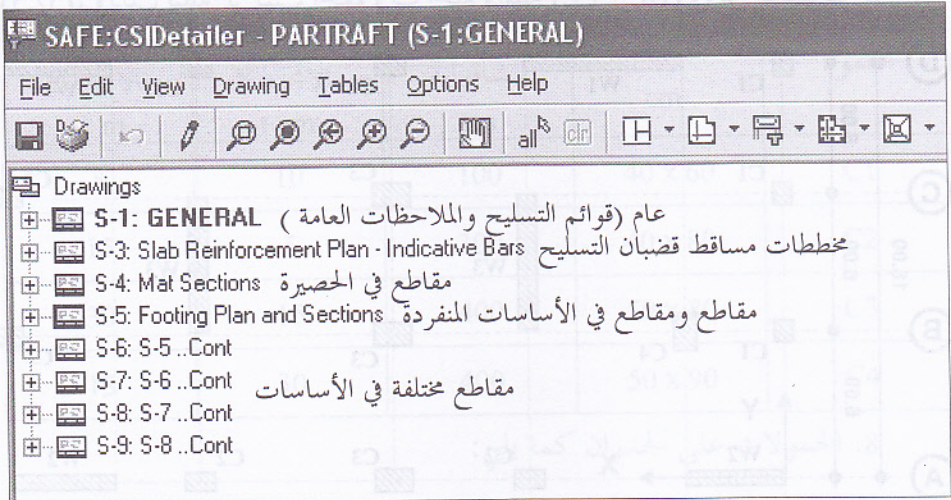 SAFE:CSIDetailer - PARTRAFT (S-1:GENERAL)
File Edit View Drawing Tables Options Help
all clr
Drawings
S-1: GENERAL عام (قوائم التسليح والملاحظات العامة )
S-3: Slab Reinforcement Plan - Indicative Bars مخططات مساقط قضبان التسليح
S-4: Mat Sections مقاطع في الحصيرة
S-5: Footing Plan and Sections مقاطع ومقاطع في الأساسات المنفردة
S-6: S-5 ..Cont
S-7: S-6 ..Cont
مقاطع مختلفة في الأساسات
S-8: S-7 ..Cont
S-9: S-8 ..Cont